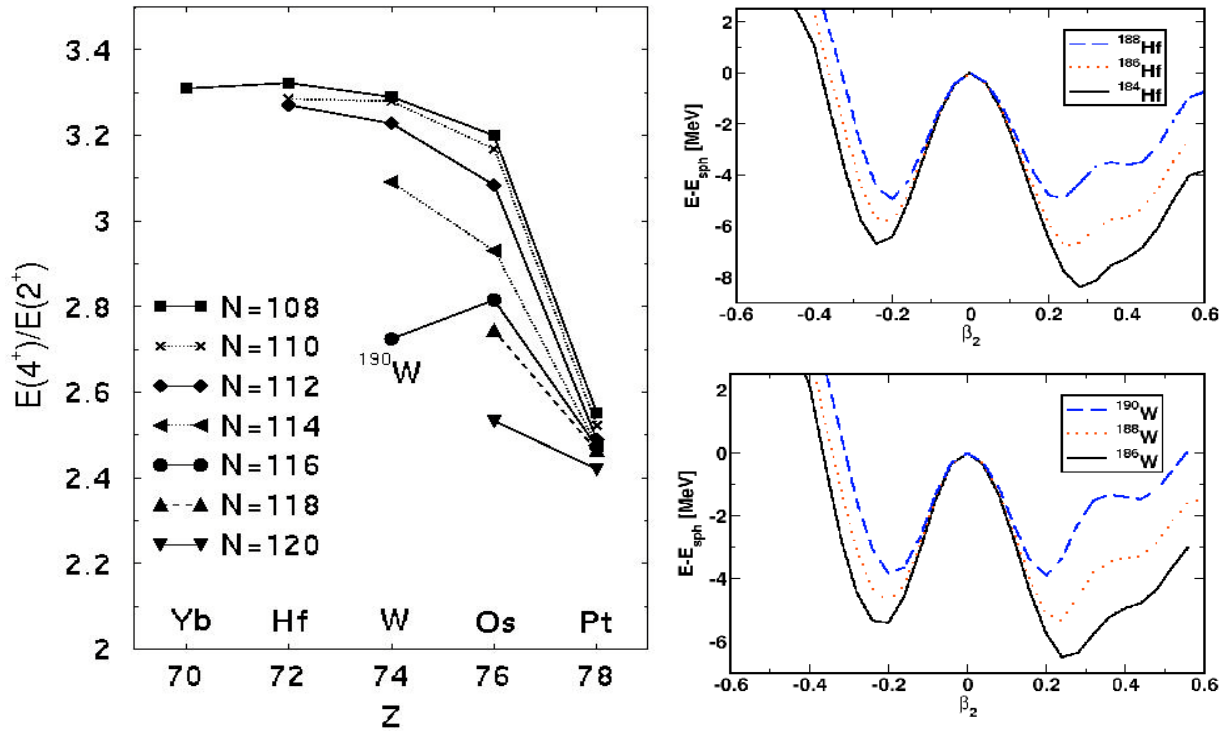 3.4
3.2
3
2.8
2.6
2.4
2.2
2
E(4⁺)/E(2⁺)
N=108
N=110
N=112
N=114
N=116
N=118
N=120
¹⁹⁰W
Yb Hf W Os Pt
70 72 74 76 78
Z
2
0
-2
-4
-6
-8
E-E_sph [MeV]
¹⁸⁸Hf
¹⁸⁶Hf
¹⁸⁴Hf
-0.6 -0.4 -0.2 0 0.2 0.4 0.6
β₂
2
0
-2
-4
-6
E-E_sph [MeV]
¹⁹⁰W
¹⁸⁸W
¹⁸⁶W
-0.6 -0.4 -0.2 0 0.2 0.4 0.6
β₂